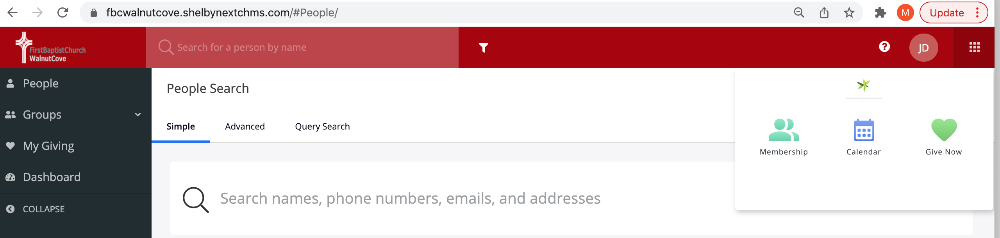 fbcwalnutcove.shelbynextchms.com/#People/
M
Update
FirstBaptistChurch
WalnutCove
Search for a person by name
?
JD
People
Groups
My Giving
Dashboard
COLLAPSE
People Search
Simple
Advanced
Query Search
Search names, phone numbers, emails, and addresses
Membership
Calendar
Give Now